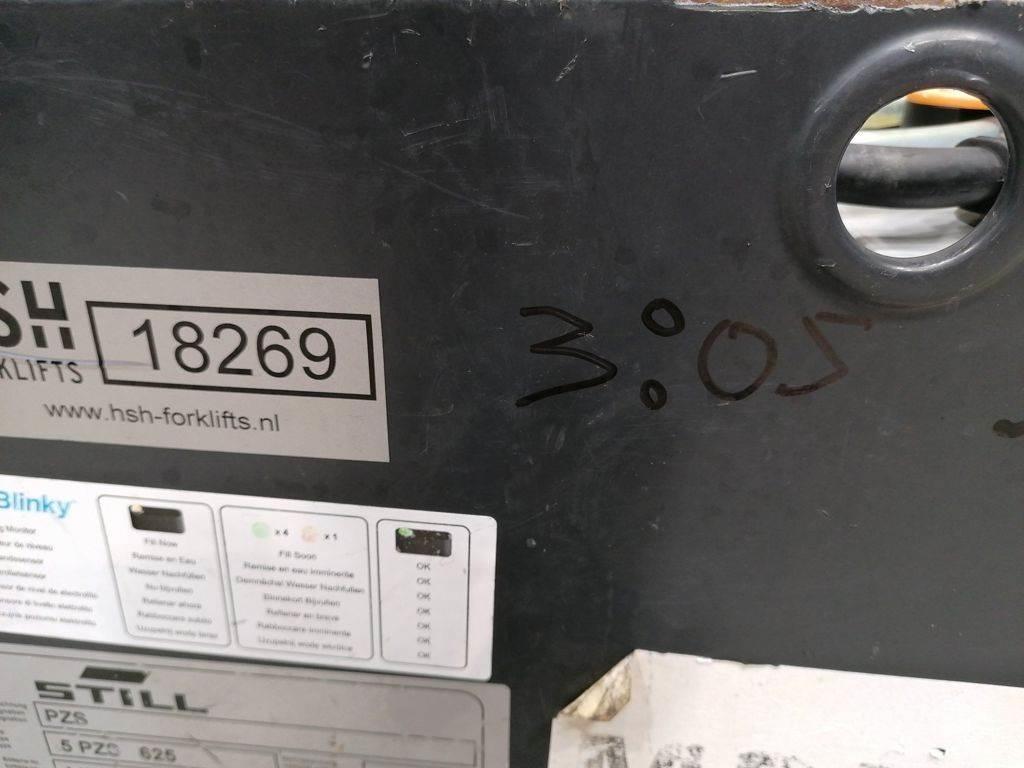 SH
KLIFTS
18269
www.hsh-forklifts.nl
3:05
Blinky
Monitor
Fill Now
Remise en Eau
Wasser Nachfüllen
Nu Bijvullen
Rellenar ahora
Rabboccare subito
x4 x1
Fill Soon
Remise en eau imminente
Demnächst Wasser Nachfüllen
Binnenkort Bijvullen
Rellenar en breve
Rabboccare imminente
OK
OK
OK
OK
OK
OK
OK
STILL
PZS
5 PZS 625